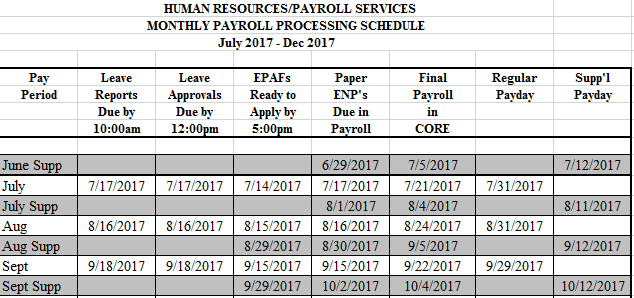 HUMAN RESOURCES/PAYROLL SERVICES
MONTHLY PAYROLL PROCESSING SCHEDULE
July 2017 - Dec 2017
Pay Leave Leave EPAFs Paper Final Regular Supp'l
Period Reports Approvals Ready to ENP's Payroll Payday Payday
Due by Due by Apply by Due in in
10:00am 12:00pm 5:00pm Payroll CORE
June Supp 6/29/2017 7/5/2017 7/12/2017
July 7/17/2017 7/17/2017 7/14/2017 7/17/2017 7/21/2017 7/31/2017
July Supp 8/1/2017 8/4/2017 8/11/2017
Aug 8/16/2017 8/16/2017 8/15/2017 8/16/2017 8/24/2017 8/31/2017
Aug Supp 8/29/2017 8/30/2017 9/5/2017 9/12/2017
Sept 9/18/2017 9/18/2017 9/15/2017 9/15/2017 9/22/2017 9/29/2017
Sept Supp 9/29/2017 10/2/2017 10/4/2017 10/12/2017